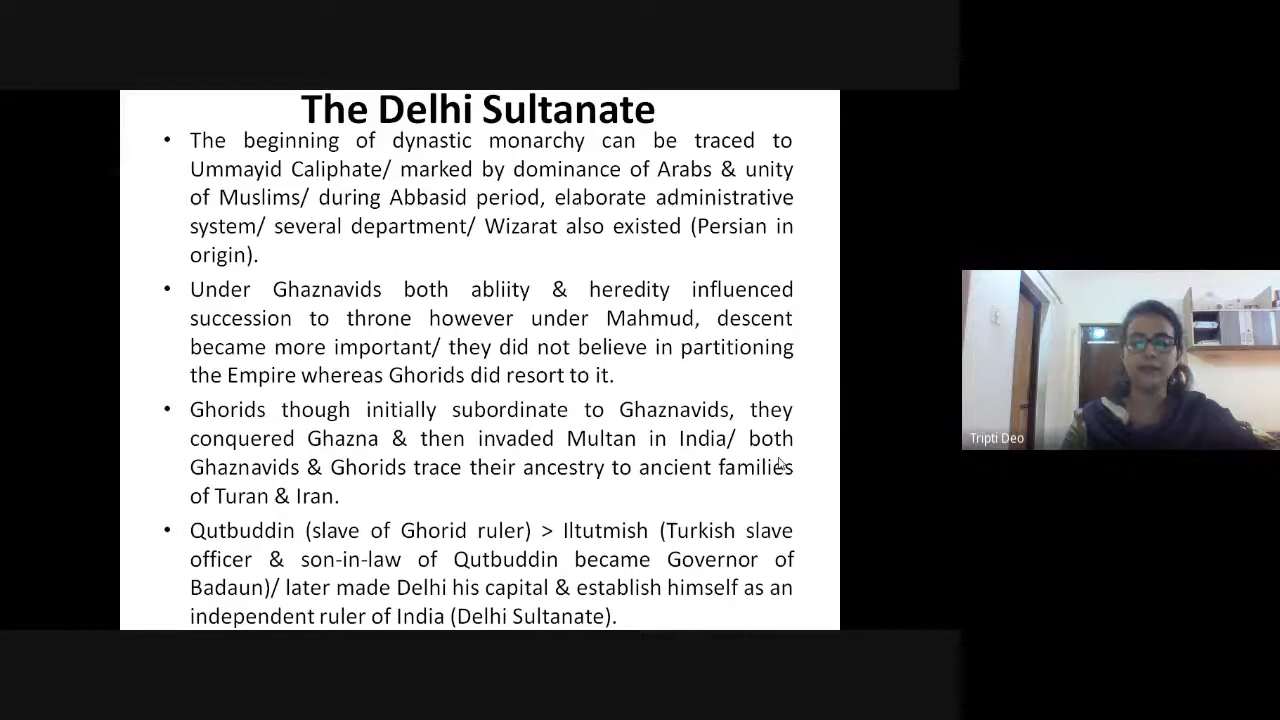 The Delhi Sultanate
• The beginning of dynastic monarchy can be traced to
Ummayid Caliphate/ marked by dominance of Arabs & unity
of Muslims/ during Abbasid period, elaborate administrative
system/ several department/ Wizarat also existed (Persian in
origin).
• Under Ghaznavids both abliity & heredity influenced
succession to throne however under Mahmud, descent
became more important/ they did not believe in partitioning
the Empire whereas Ghorids did resort to it.
• Ghorids though initially subordinate to Ghaznavids, they
conquered Ghazna & then invaded Multan in India/ both
Ghaznavids & Ghorids trace their ancestry to ancient families
of Turan & Iran.
• Qutbuddin (slave of Ghorid ruler) > Iltutmish (Turkish slave
officer & son-in-law of Qutbuddin became Governor of
Badaun)/ later made Delhi his capital & establish himself as an
independent ruler of India (Delhi Sultanate).
Tripti Deo